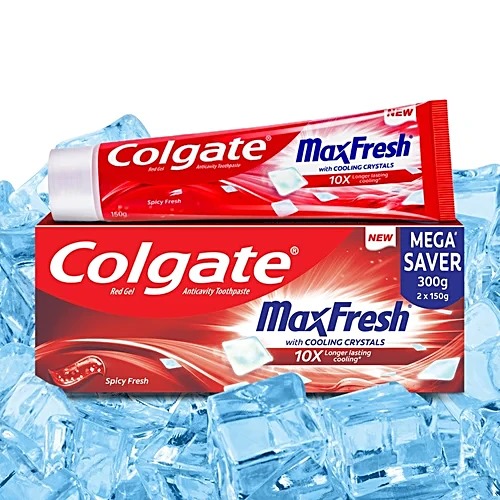 NEW
Colgate®
MaxFresh®
Red Gel
Anticavity Toothpaste
with COOLING CRYSTALS
10X Longer lasting cooling^
Spicy Fresh
150g
Colgate®
NEW
MEGA^
SAVER
300g
2 x 150g
Red Gel
Anticavity Toothpaste
MaxFresh®
with COOLING CRYSTALS
10X Longer lasting
cooling^
Spicy Fresh